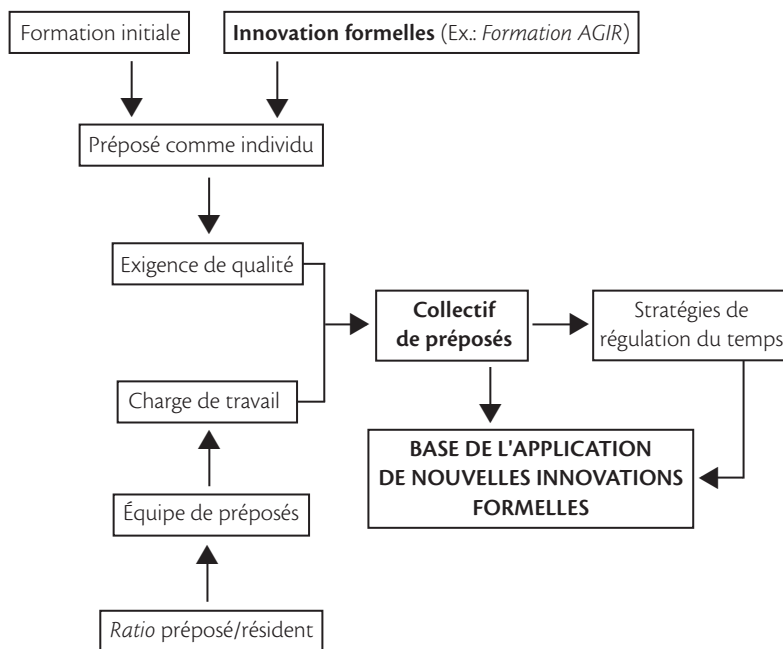 Formation initiale
Innovation formelles (Ex.: Formation AGIR)
Préposé comme individu
Exigence de qualité
Collectif
de préposés
Stratégies de
régulation du temps
Charge de travail
BASE DE L'APPLICATION
DE NOUVELLES INNOVATIONS
FORMELLES
Équipe de préposés
Ratio préposé/résident